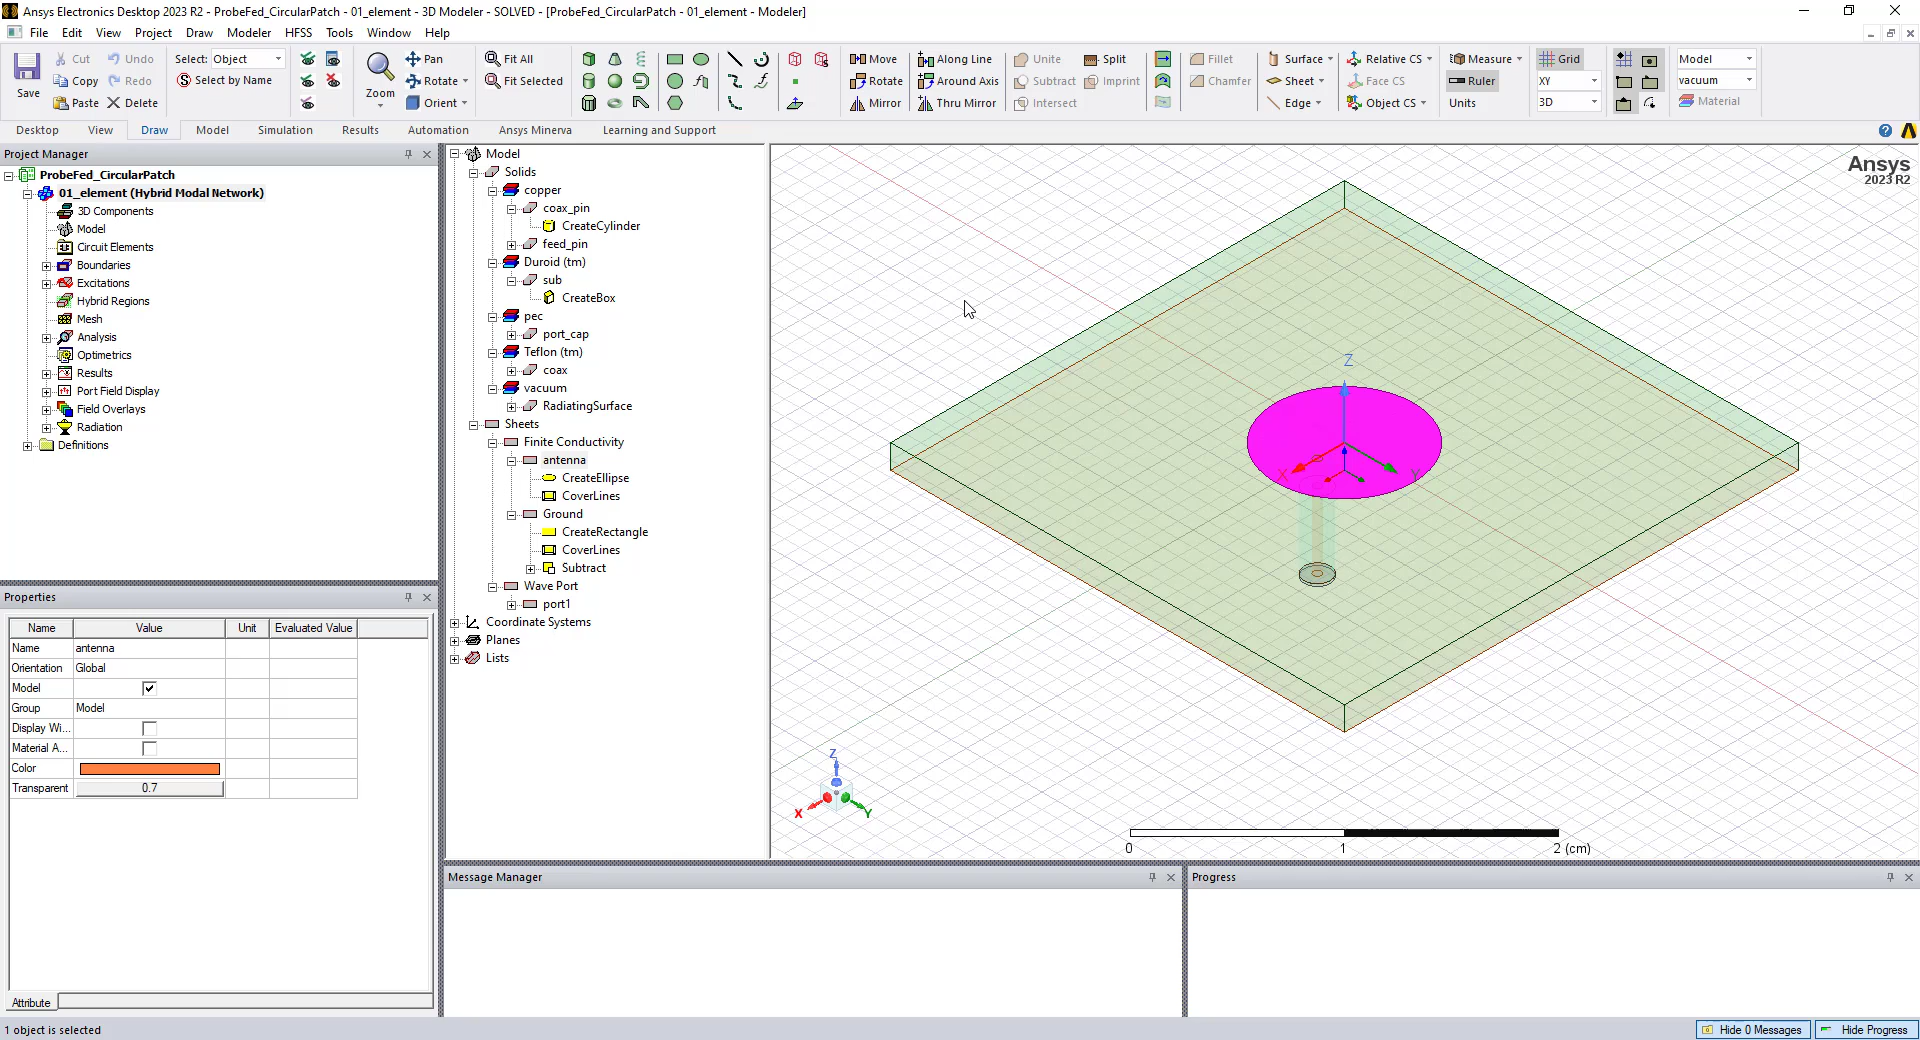 Ansys Electronics Desktop 2023 R2 - ProbeFed_CircularPatch - 01_element - 3D Modeler - SOLVED - [ProbeFed_CircularPatch - 01_element - Modeler]
File Edit View Project Draw Modeler HFSS Tools Window Help
Save
Cut
Copy
Paste
Undo
Redo
Delete
Select: Object
Select by Name
Zoom
Pan
Rotate
Orient
Fit All
Fit Selected
Move
Rotate
Mirror
Along Line
Around Axis
Thru Mirror
Unite
Subtract
Intersect
Split
Imprint
Fillet
Chamfer
Surface
Sheet
Edge
Relative CS
Face CS
Object CS
Measure
Ruler
Units
Grid
XY
3D
Model
vacuum
Material
Desktop View Draw Model Simulation Results Automation Ansys Minerva Learning and Support
Project Manager
ProbeFed_CircularPatch
01_element (Hybrid Modal Network)
3D Components
Model
Circuit Elements
Boundaries
Excitations
Hybrid Regions
Mesh
Analysis
Optimetrics
Results
Port Field Display
Field Overlays
Radiation
Definitions
Properties
Name Value Unit Evaluated Value
Name antenna
Orientation Global
Model
Group Model
Display Wi...
Material A...
Color
Transparent 0.7
Attribute
Model
Solids
copper
coax_pin
CreateCylinder
feed_pin
Duroid (tm)
sub
CreateBox
pec
port_cap
Teflon (tm)
coax
vacuum
RadiatingSurface
Sheets
Finite Conductivity
antenna
CreateEllipse
CoverLines
Ground
CreateRectangle
CoverLines
Subtract
Wave Port
port1
Coordinate Systems
Planes
Lists
Ansys
2023 R2
Z
X
Y
Z
X
Y
0 1 2 (cm)
Message Manager
Progress
1 object is selected
Hide 0 Messages
Hide Progress